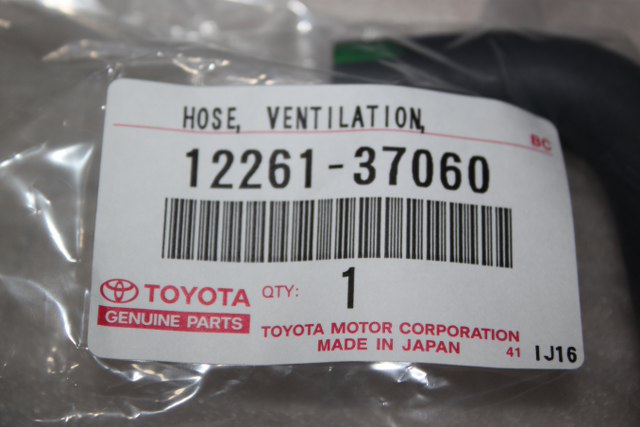 HOSE, VENTILATION,
BC
12261-37060
TOYOTA QTY: 1
GENUINE PARTS
TOYOTA MOTOR CORPORATION
MADE IN JAPAN 41 IJ16